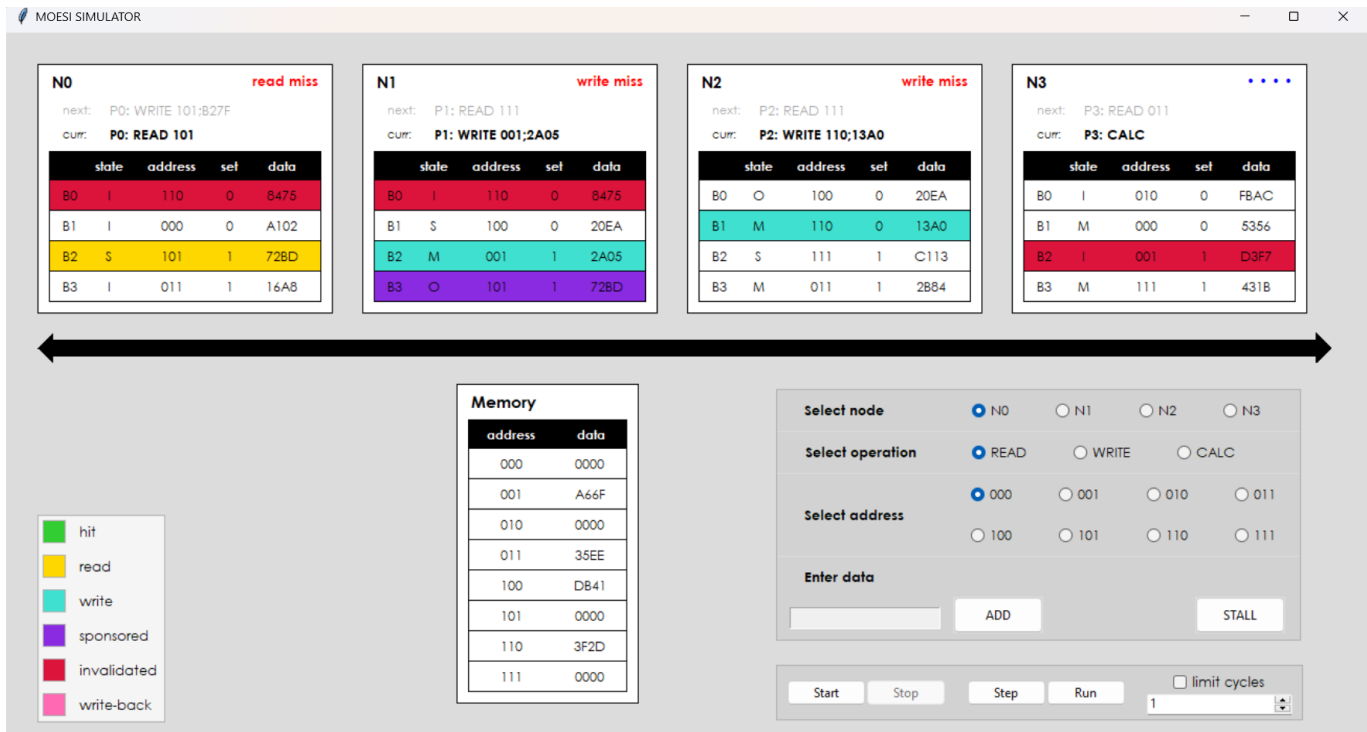 MOESI SIMULATOR
N0 read miss
next: P0: WRITE 101;B27F
curr: P0: READ 101
state address set data
B0 I 110 0 8475
B1 I 000 0 A102
B2 S 101 1 72BD
B3 I 011 1 16A8
N1 write miss
next: P1: READ 111
curr: P1: WRITE 001;2A05
state address set data
B0 I 110 0 8475
B1 S 100 0 20EA
B2 M 001 1 2A05
B3 O 101 1 72BD
N2 write miss
next: P2: READ 111
curr: P2: WRITE 110;13A0
state address set data
B0 O 100 0 20EA
B1 M 110 0 13A0
B2 S 111 1 C113
B3 M 011 1 2B84
N3 • • • •
next: P3: READ 011
curr: P3: CALC
state address set data
B0 I 010 0 FBAC
B1 M 000 0 5356
B2 I 001 1 D3F7
B3 M 111 1 431B
Memory
address data
000 0000
001 A66F
010 0000
011 35EE
100 DB41
101 0000
110 3F2D
111 0000
hit
read
write
sponsored
invalidated
write-back
Select node N0 N1 N2 N3
Select operation READ WRITE CALC
Select address
000 001 010 011
100 101 110 111
Enter data
ADD STALL
Start Stop Step Run
limit cycles
1